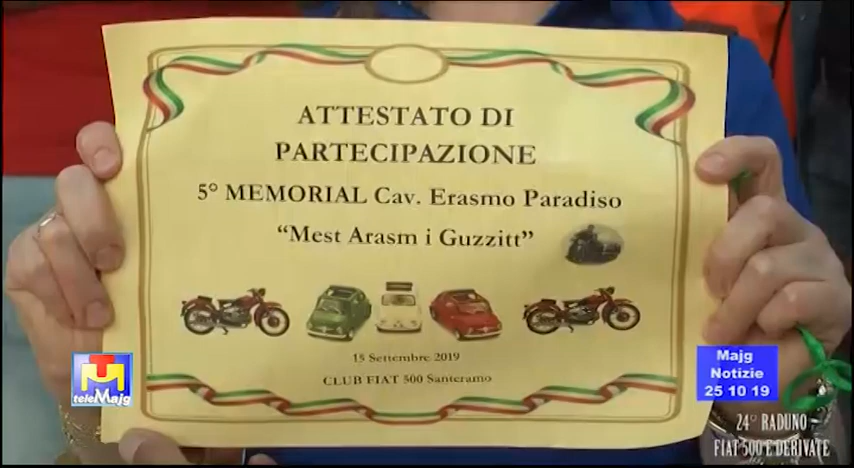 ATTESTATO DI
PARTECIPAZIONE
5° MEMORIAL CAV. ERASMO PARADISO
“MEST ARASM I GUZZITT”
15 SETTEMBRE 2019
CLUB FIAT 500 SANTERAMO
TM
teleMajg
Majg
Notizie
25 10 19
24° RADUNO
FIAT 500 E DERIVATE